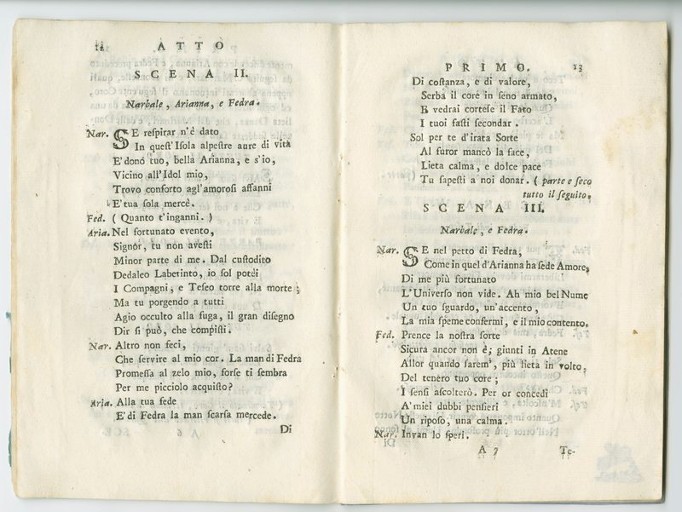 12
ATTO
SCENA II.
Narbale, Arianna, e Fedra.
Nar. SE respirar n'è dato
In quest'Isola alpestre aure di vita
E'donó tuo, bella Arianna, e s'io,
Vicino all'Idol mio,
Trovo conforto agl'amorosi affanni
E'tua sola mercè.
Fed. ( Quanto t'inganni. )
Aria. Nel fortunato evento,
Signor, tu non avesti
Minor parte di me. Dal custodito
Dedaleo Laberinto, io sol potei
I Compagni, e Teseo torre alla morte;
Ma tu porgendo a tutti
Agio occulto alla fuga, il gran disegno
Dir si può, che compisti.
Nar. Altro non feci,
Che servire al mio cor. La man di Fedra
Promessa al zelo mio, forse ti sembra
Per me picciolo acquisto?
Aria. Alla tua fede
E'di Fedra la man scarsa mercede.
Di
PRIMO.
13
Di costanza, e di valore,
Serba il core in seno armato,
E vedrai cortese il Fato
I tuoi fasti secondar.
Sol per te d'irata Sorte
Al furor mancò la face,
Lieta calma, e dolce pace
Tu sapesti a noi donar. ( parte e seco
tutto il seguito.
SCENA III.
Narbale, e Fedra.
Nar. SE nel petto di Fedra,
Come in quel d'Arianna ha sede Amore,
Di me più fortunato
L'Universo non vide. Ah mio bel Nume
Un tuo sguardo, un'accento,
La mia speme confermi, e il mio contento.
Fed. Prence la nostra sorte
Sicura ancor non è; giunti in Atene
Allor quando sarem', più lieta in volto,
Del tenero tuo core,
I sensi ascolterò. Per or concedi
A'miei dubbi pensieri
Un riposo, una calma.
Nar. Invan lo speri.
A 7
Tc-